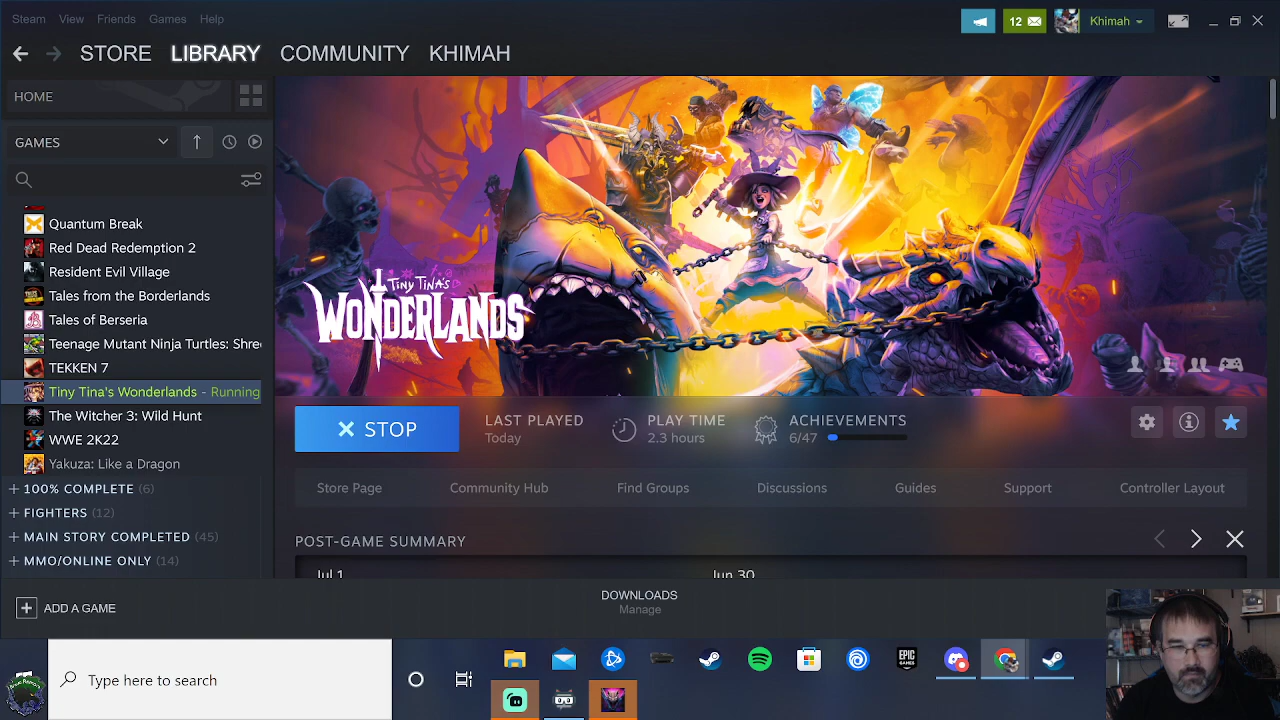 Steam View Friends Games Help
12
Khimah
STORE LIBRARY COMMUNITY KHIMAH
HOME
GAMES
Quantum Break
Red Dead Redemption 2
Resident Evil Village
Tales from the Borderlands
Tales of Berseria
Teenage Mutant Ninja Turtles: Shre
TEKKEN 7
Tiny Tina's Wonderlands - Running
The Witcher 3: Wild Hunt
WWE 2K22
Yakuza: Like a Dragon
+ 100% COMPLETE (6)
+ FIGHTERS (12)
+ MAIN STORY COMPLETED (45)
+ MMO/ONLINE ONLY (14)
+ ADD A GAME
TINY TINA'S
WONDERLANDS
STOP
LAST PLAYED
Today
PLAY TIME
2.3 hours
ACHIEVEMENTS
6/47
Store Page Community Hub Find Groups Discussions Guides Support Controller Layout
POST-GAME SUMMARY
Jul 1 Jun 30
DOWNLOADS
Manage
Type here to search
EPIC
GAMES